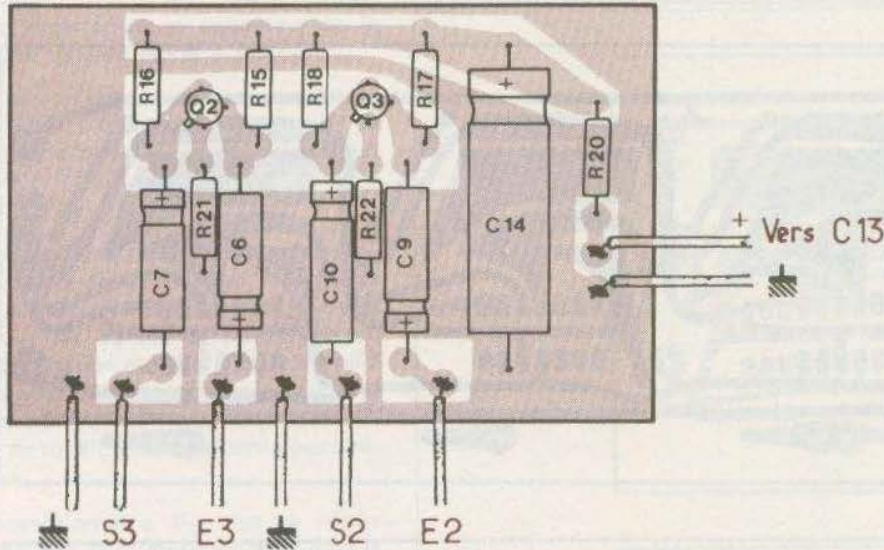 R16
Q2
R15
R18
Q3
R17
R20
C7
R21
C6
C10
R22
C9
C14
+
+
+
+
+
+ Vers C13
S3 E3 S2 E2